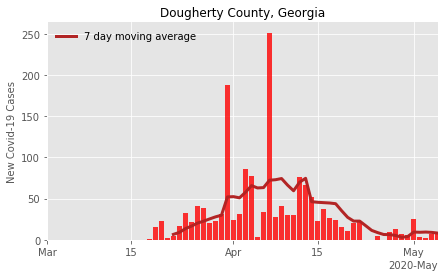 Dougherty County, Georgia
250
200
150
100
50
0
New Covid-19 Cases
7 day moving average
Mar
15
Apr
15
May
2020-May